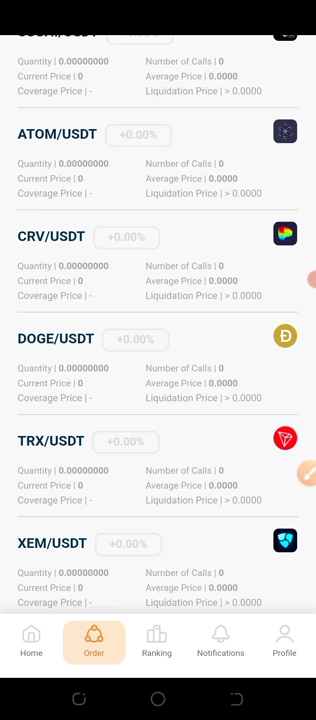 Quantity | 0.00000000 Number of Calls | 0
Current Price | 0 Average Price | 0.0000
Coverage Price | - Liquidation Price | > 0.0000
ATOM/USDT +0.00%
Quantity | 0.00000000 Number of Calls | 0
Current Price | 0 Average Price | 0.0000
Coverage Price | - Liquidation Price | > 0.0000
CRV/USDT +0.00%
Quantity | 0.00000000 Number of Calls | 0
Current Price | 0 Average Price | 0.0000
Coverage Price | - Liquidation Price | > 0.0000
DOGE/USDT +0.00%
Quantity | 0.00000000 Number of Calls | 0
Current Price | 0 Average Price | 0.0000
Coverage Price | - Liquidation Price | > 0.0000
TRX/USDT +0.00%
Quantity | 0.00000000 Number of Calls | 0
Current Price | 0 Average Price | 0.0000
Coverage Price | - Liquidation Price | > 0.0000
XEM/USDT +0.00%
Quantity | 0.00000000 Number of Calls | 0
Current Price | 0 Average Price | 0.0000
Coverage Price | - Liquidation Price | > 0.0000
Home Order Ranking Notifications Profile